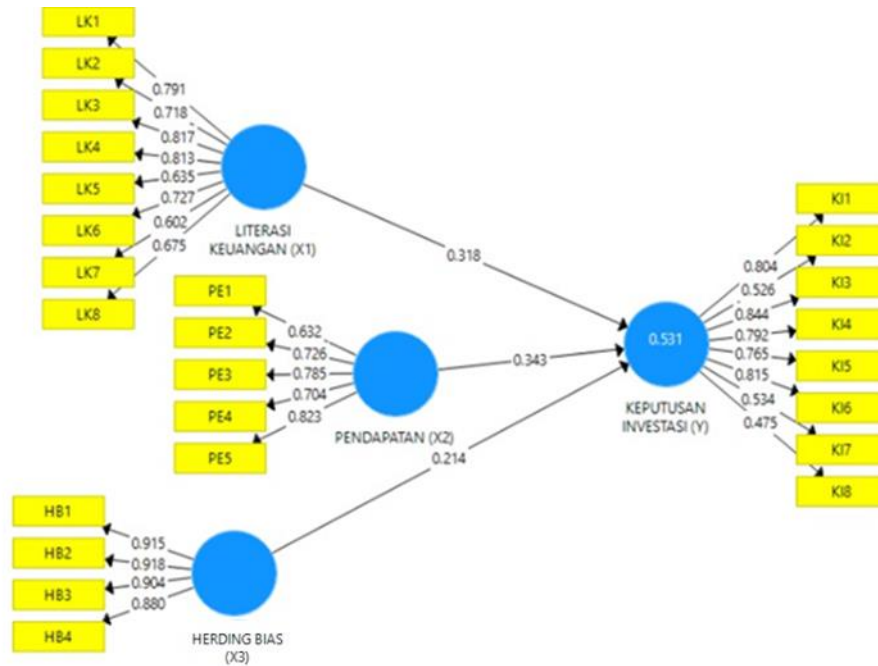 LK1
LK2
LK3
LK4
LK5
LK6
LK7
LK8
0.791
0.718
0.817
0.813
0.635
0.727
0.602
0.675
LITERASI
KEUANGAN (X1)
0.318
PE1
PE2
PE3
PE4
PE5
0.632
0.726
0.785
0.704
0.823
PENDAPATAN (X2)
0.343
HB1
HB2
HB3
HB4
0.915
0.918
0.904
0.880
HERDING BIAS
(X3)
0.214
0.531
KEPUTUSAN
INVESTASI (Y)
0.804
0.526
0.844
0.792
0.765
0.815
0.534
0.475
KI1
KI2
KI3
KI4
KI5
KI6
KI7
KI8